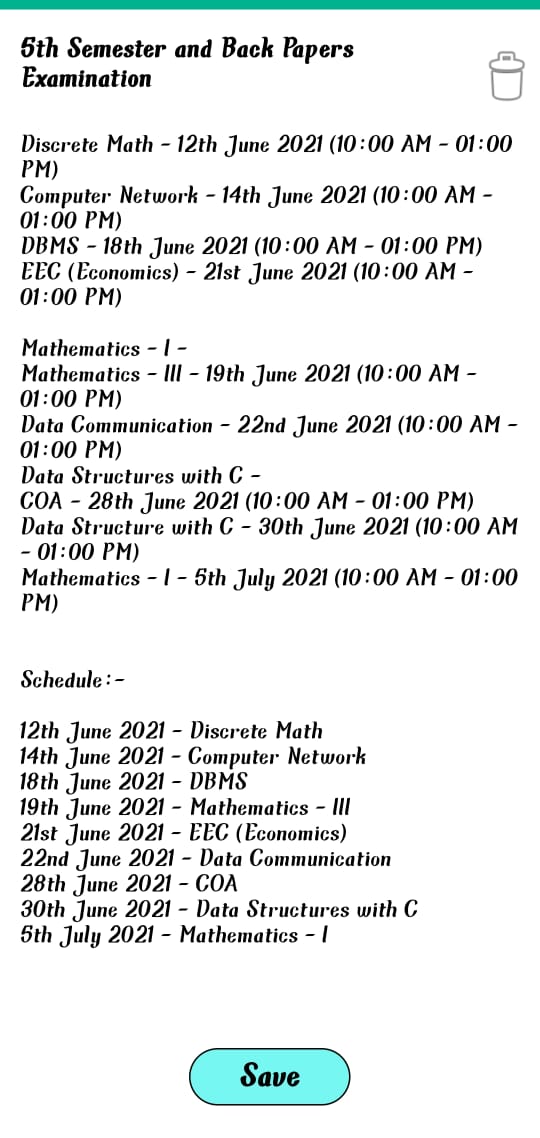 5th Semester and Back Papers
Examination
Discrete Math - 12th June 2021 (10:00 AM - 01:00
PM)
Computer Network - 14th June 2021 (10:00 AM -
01:00 PM)
DBMS - 18th June 2021 (10:00 AM - 01:00 PM)
EEC (Economics) - 21st June 2021 (10:00 AM -
01:00 PM)
Mathematics - I -
Mathematics - III - 19th June 2021 (10:00 AM -
01:00 PM)
Data Communication - 22nd June 2021 (10:00 AM -
01:00 PM)
Data Structures with C -
COA - 28th June 2021 (10:00 AM - 01:00 PM)
Data Structure with C - 30th June 2021 (10:00 AM
- 01:00 PM)
Mathematics - I - 5th July 2021 (10:00 AM - 01:00
PM)
Schedule:-
12th June 2021 - Discrete Math
14th June 2021 - Computer Network
18th June 2021 - DBMS
19th June 2021 - Mathematics - III
21st June 2021 - EEC (Economics)
22nd June 2021 - Data Communication
28th June 2021 - COA
30th June 2021 - Data Structures with C
5th July 2021 - Mathematics - I
Save